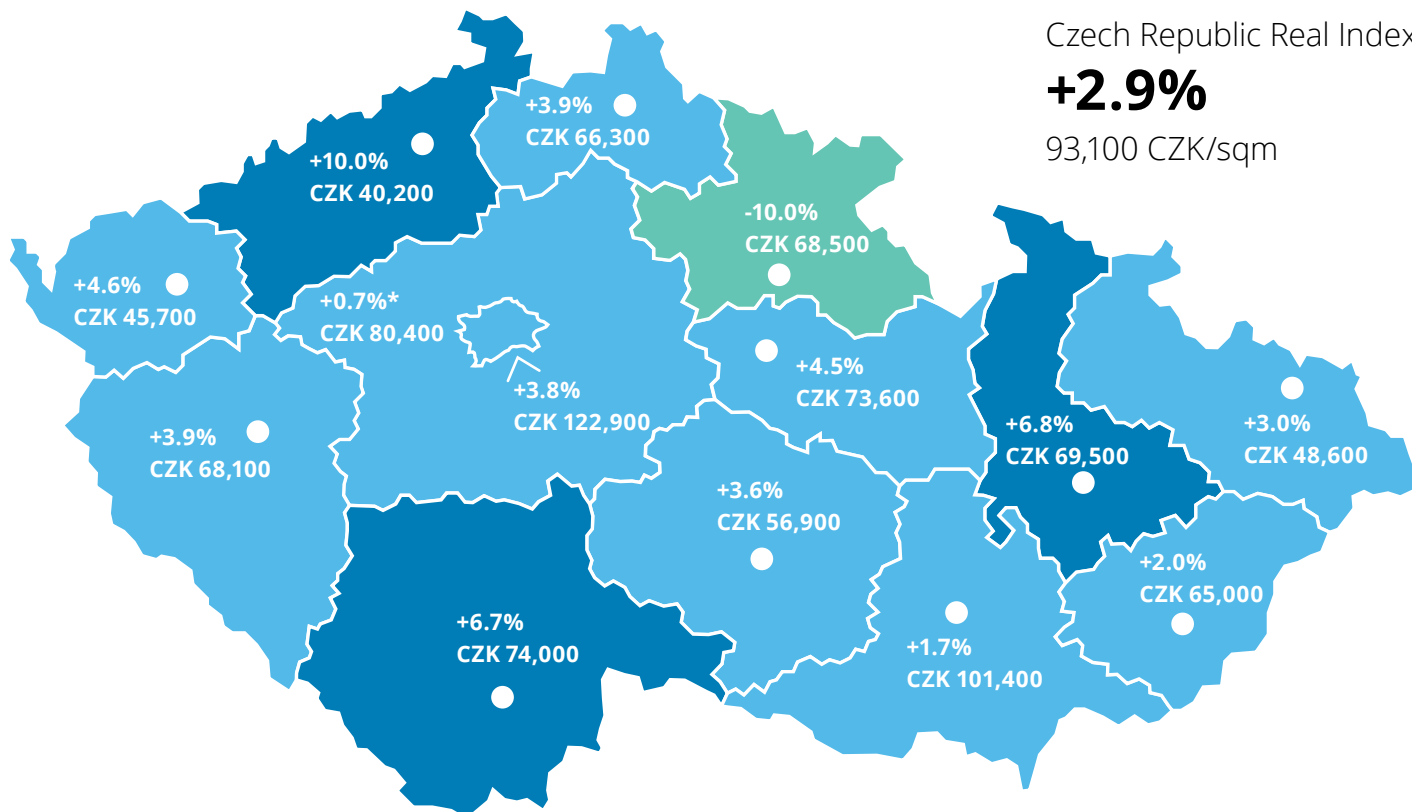 Czech Republic Real Index
+2.9%
93,100 CZK/sqm
+3.9%
CZK 66,300
+10.0%
CZK 40,200
-10.0%
CZK 68,500
+4.6%
CZK 45,700
+0.7%*
CZK 80,400
+3.8%
CZK 122,900
+4.5%
CZK 73,600
+3.9%
CZK 68,100
+6.8%
CZK 69,500
+3.0%
CZK 48,600
+3.6%
CZK 56,900
+2.0%
CZK 65,000
+6.7%
CZK 74,000
+1.7%
CZK 101,400